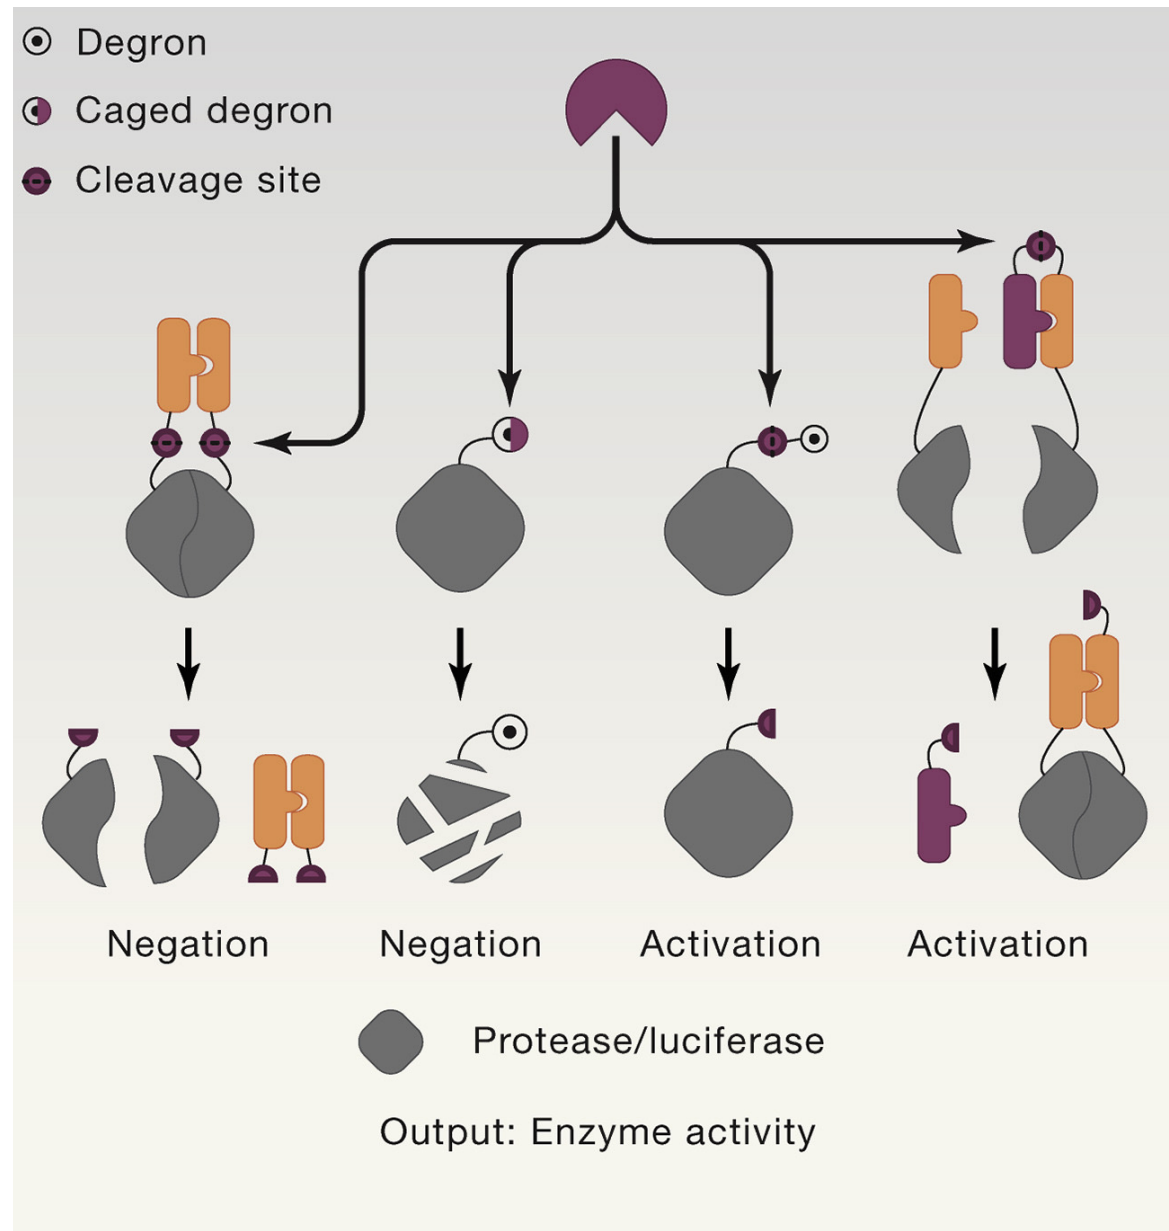 Degron
Caged degron
Cleavage site
Negation
Negation
Activation
Activation
Protease/luciferase
Output: Enzyme activity